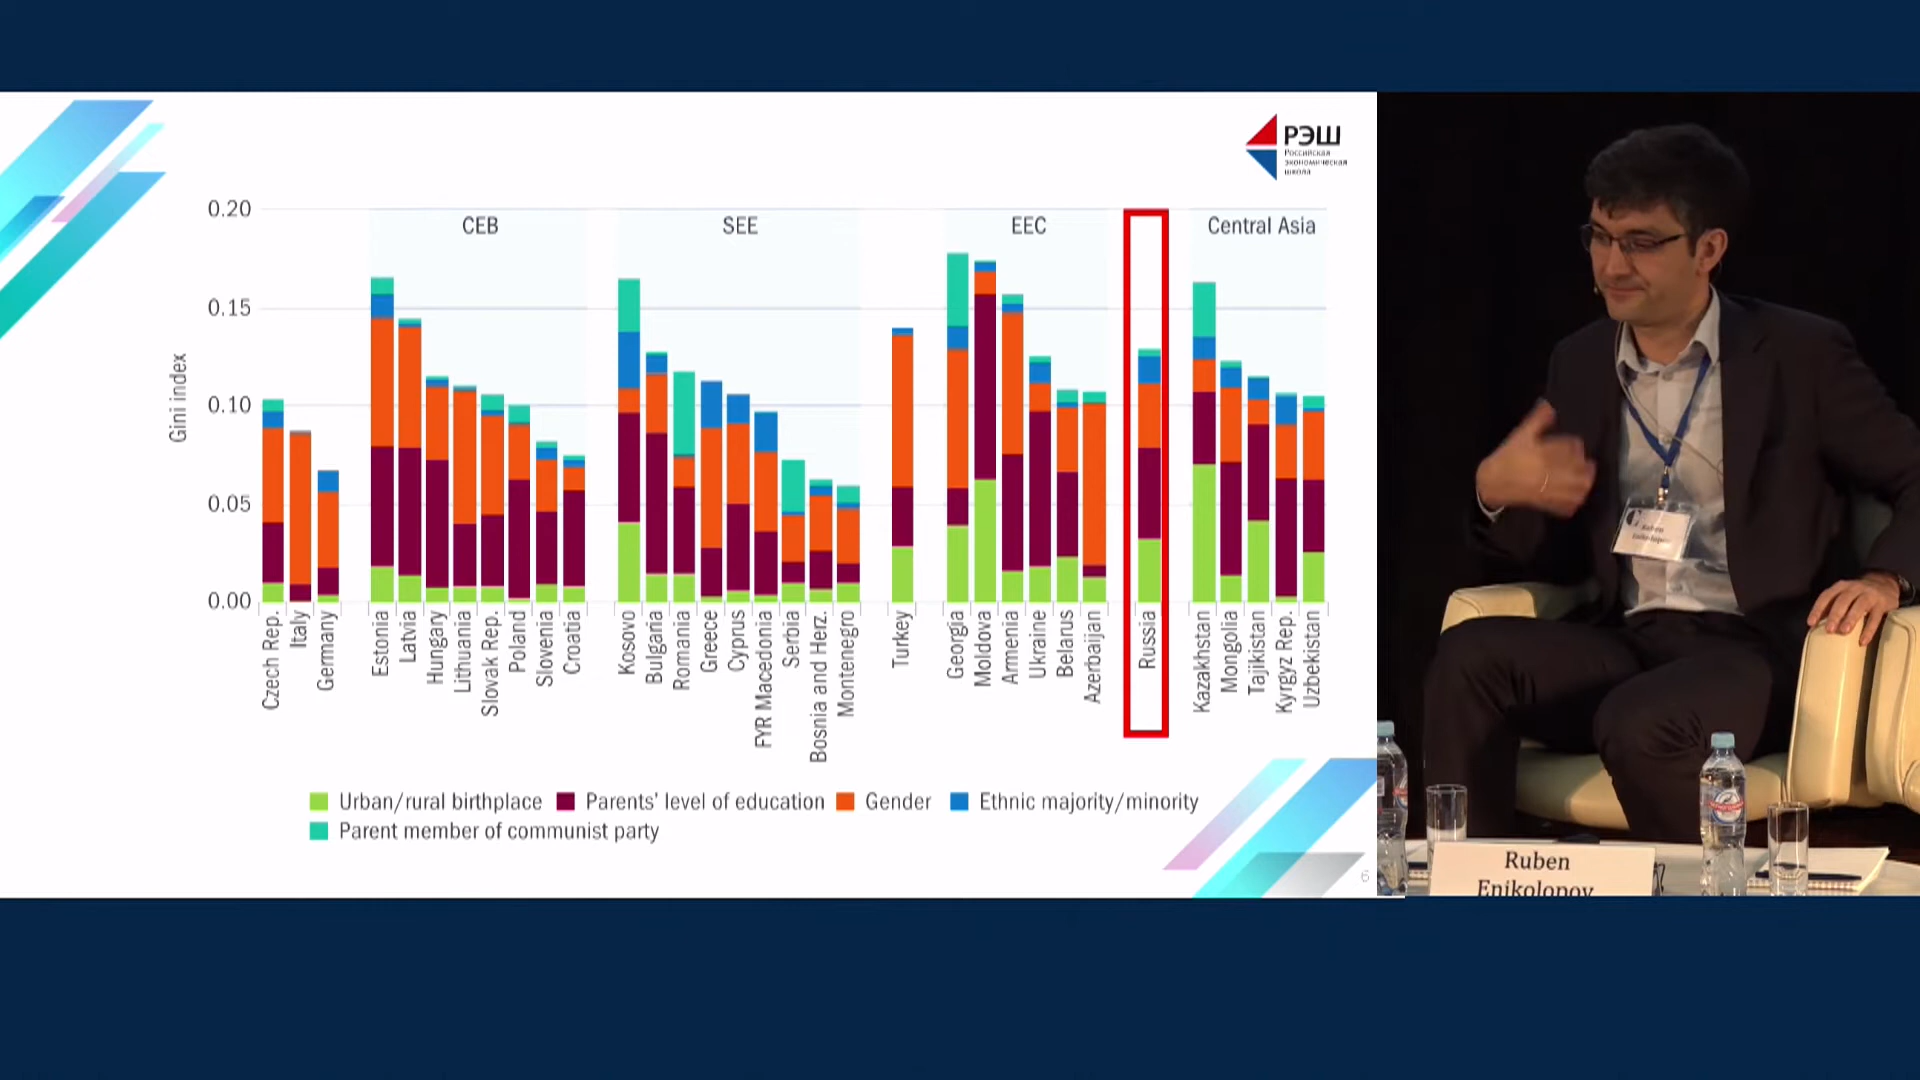 РЭШ
Российская
экономическая
школа
0.20
0.15
0.10
0.05
0.00
Gini index
CEB
SEE
EEC
Central Asia
Czech Rep.
Italy
Germany
Estonia
Latvia
Hungary
Lithuania
Slovak Rep.
Poland
Slovenia
Croatia
Kosovo
Bulgaria
Romania
Greece
Cyprus
FYR Macedonia
Serbia
Bosnia and Herz.
Montenegro
Turkey
Georgia
Moldova
Armenia
Ukraine
Belarus
Azerbaijan
Russia
Kazakhstan
Mongolia
Tajikistan
Kyrgyz Rep.
Uzbekistan
Urban/rural birthplace
Parents' level of education
Gender
Ethnic majority/minority
Parent member of communist party
6
Ruben
Enikolopov
Ruben
Enikolopov